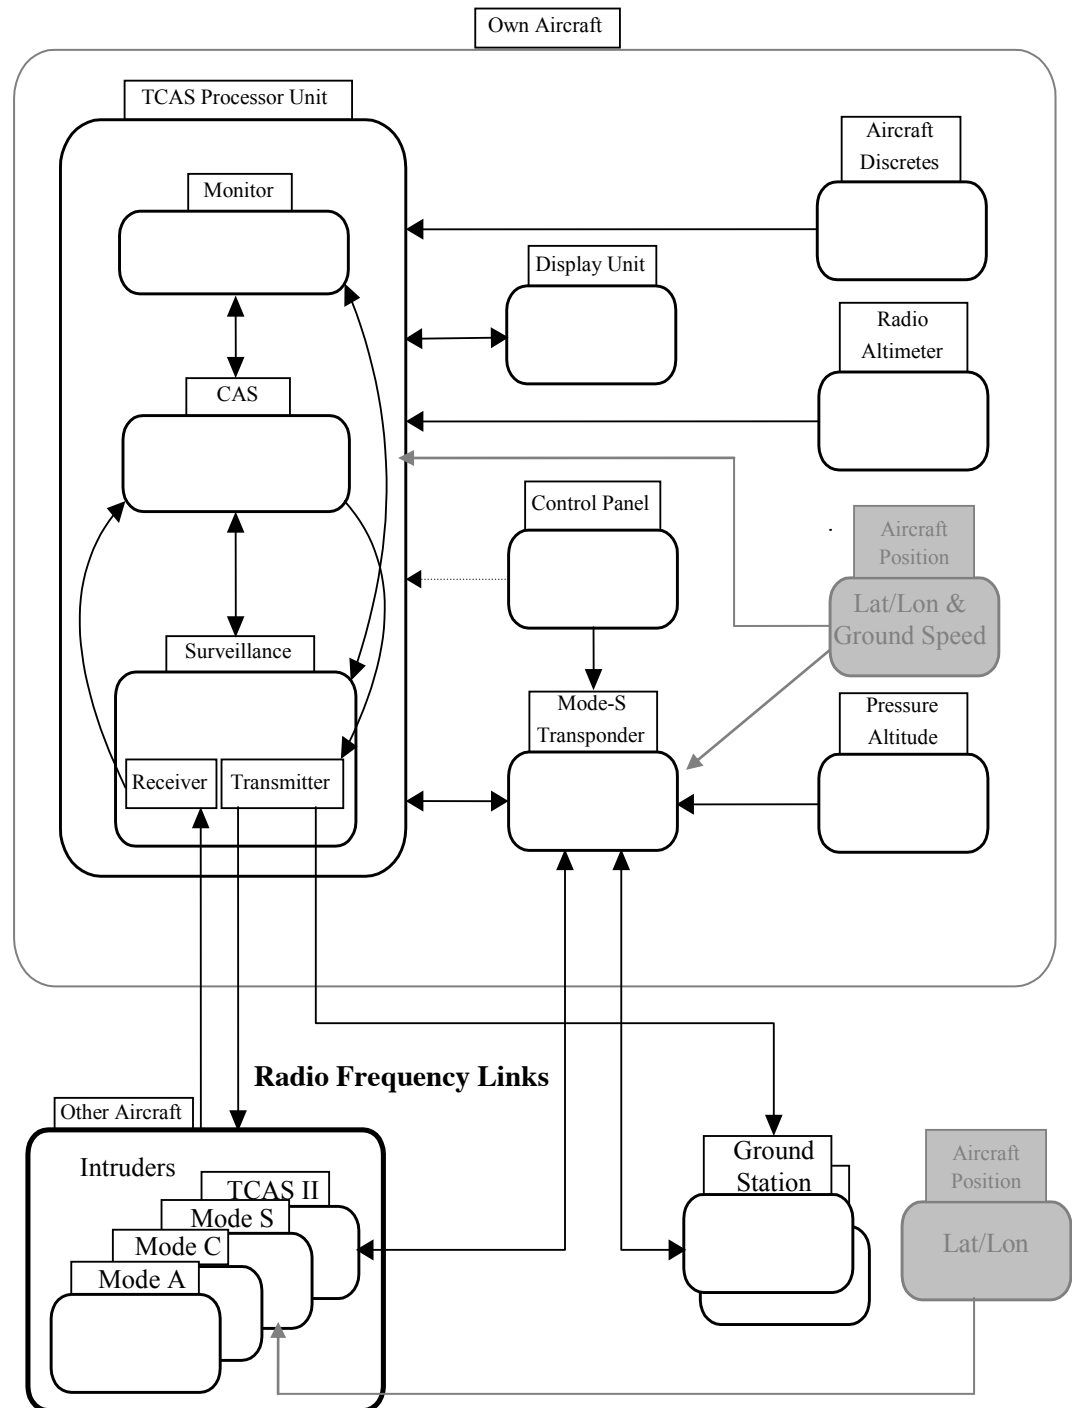 Own Aircraft
TCAS Processor Unit
Aircraft
Discretes
Monitor
Display Unit
Radio
Altimeter
CAS
Control Panel
Aircraft
Position
Lat/Lon &
Ground Speed
Surveillance
Mode-S
Transponder
Pressure
Altitude
Receiver
Transmitter
Radio Frequency Links
Other Aircraft
Intruders
TCAS II
Mode S
Mode C
Mode A
Ground
Station
Aircraft
Position
Lat/Lon